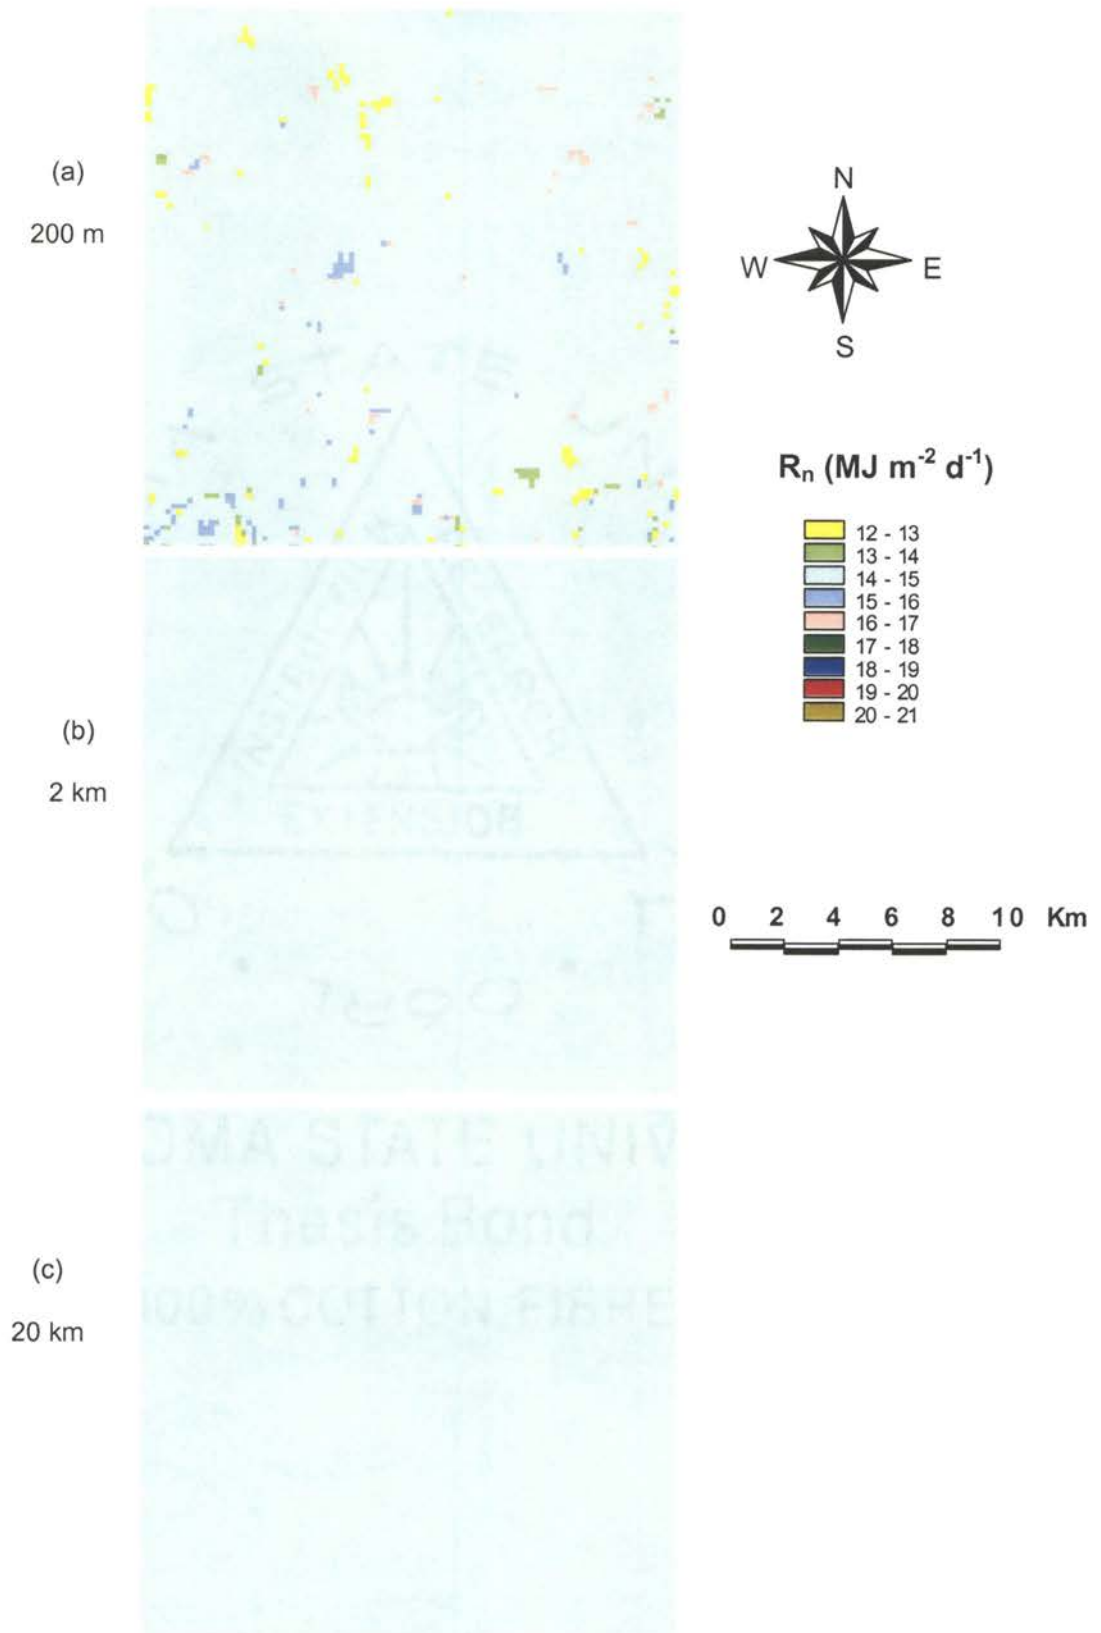 (a)
200 m
N
W E
S
Rn (MJ m-2 d-1)
12 - 13
13 - 14
14 - 15
15 - 16
16 - 17
17 - 18
18 - 19
19 - 20
20 - 21
(b)
2 km
STATE
EXTENSION
0 2 4 6 8 10 Km
OMA STATE UNIV
Thesis Bond
100% COTTON FIBRE
(c)
20 km